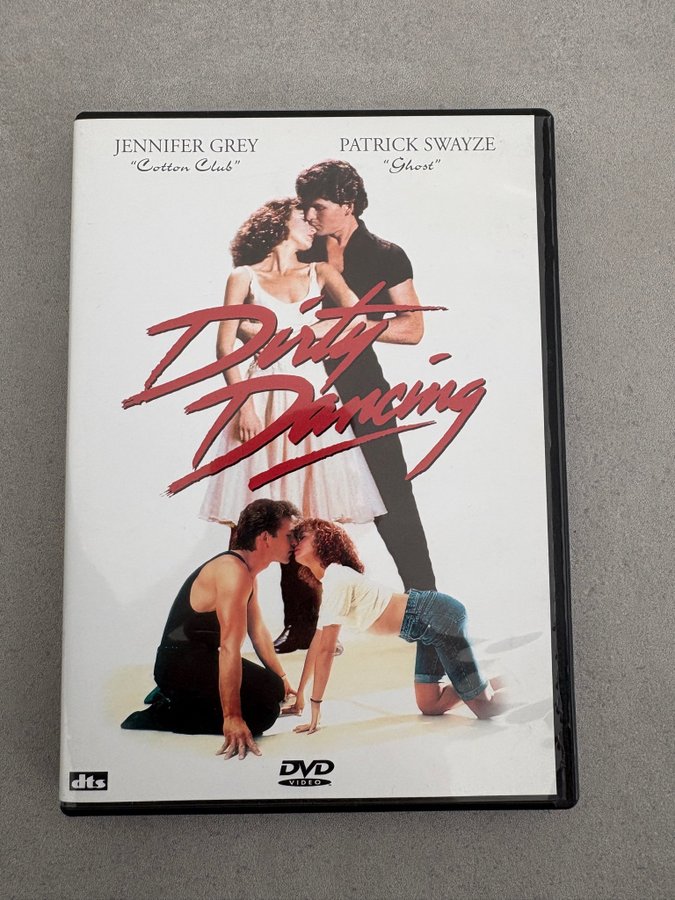 JENNIFER GREY PATRICK SWAYZE
"Cotton Club" "Ghost"
Dirty
Dancing
dts DVD
VIDEO